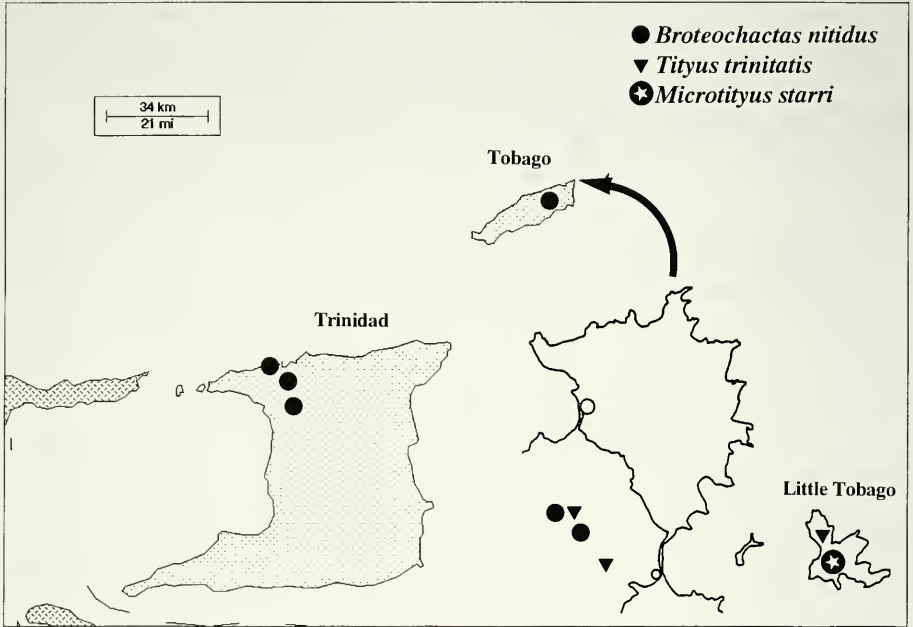 Broteochactas nitidus
Tityus trinitatis
Microtityus starri
34 km
21 mi
Tobago
Trinidad
Little Tobago